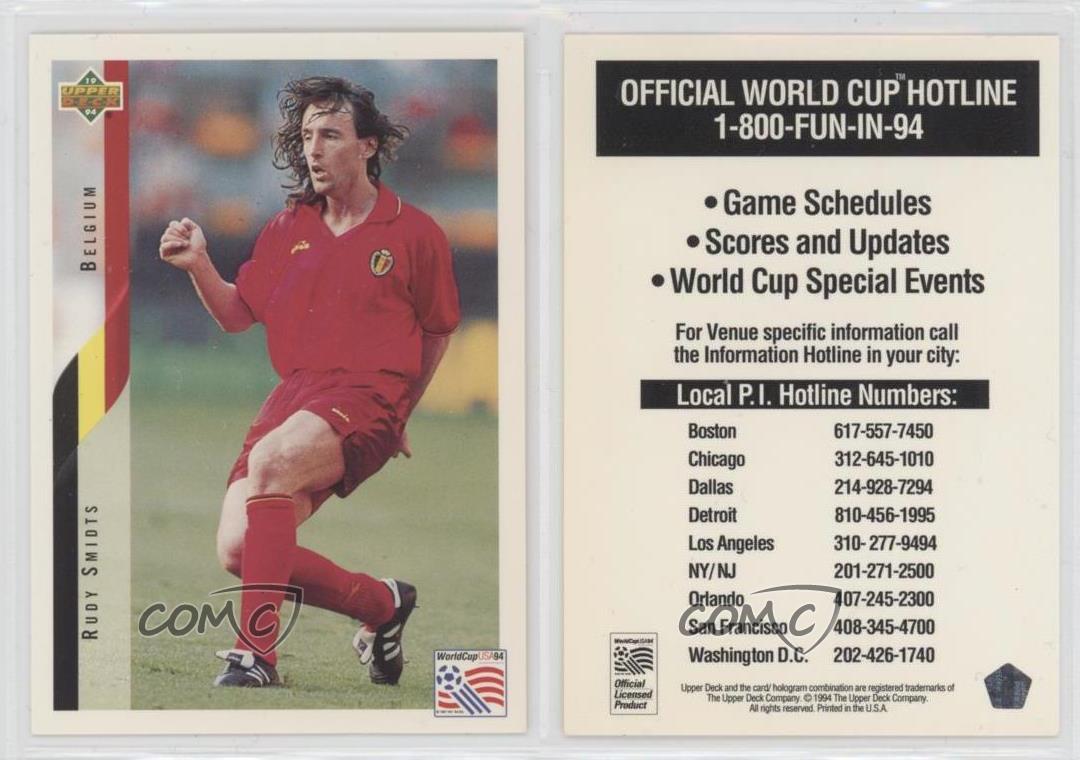 19
UPPER
DECK
94
BELGIUM
RUDY SMIDTS
WorldCupUSA94
COMC
OFFICIAL WORLD CUP™ HOTLINE
1-800-FUN-IN-94
• Game Schedules
• Scores and Updates
• World Cup Special Events
For Venue specific information call
the Information Hotline in your city:
Local P.I. Hotline Numbers:
Boston 617-557-7450
Chicago 312-645-1010
Dallas 214-928-7294
Detroit 810-456-1995
Los Angeles 310- 277-9494
NY/NJ 201-271-2500
Orlando 407-245-2300
San Francisco 408-345-4700
Washington D.C. 202-426-1740
COMC
WorldCupUSA94
Official
Licensed
Product
Upper Deck and the card/ hologram combination are registered trademarks of
The Upper Deck Company. © 1994 The Upper Deck Company.
All rights reserved. Printed in the U.S.A.